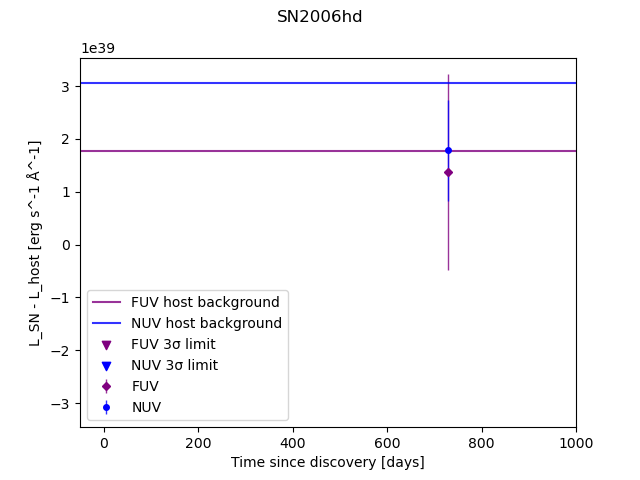 SN2006hd
1e39
3
2
1
0
−1
−2
−3
L_SN - L_host [erg s^-1 Å^-1]
FUV host background
NUV host background
FUV 3σ limit
NUV 3σ limit
FUV
NUV
0 200 400 600 800 1000
Time since discovery [days]